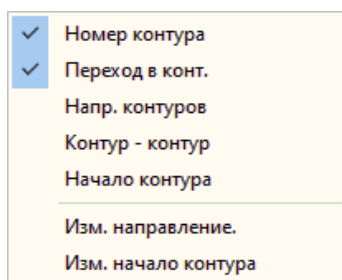 Номер контура
Переход в конт.
Напр. контуров
Контур - контур
Начало контура
Изм. направление.
Изм. начало контура